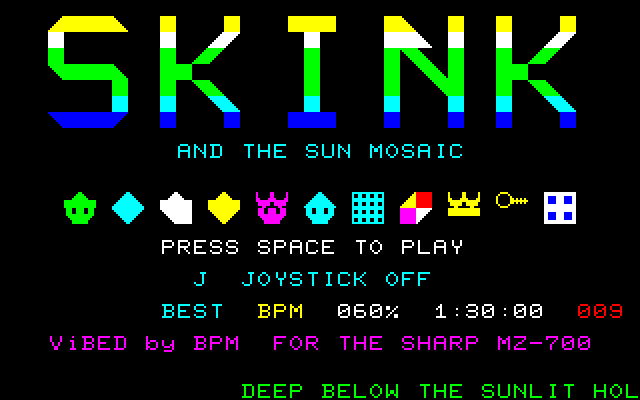 SKINK
AND THE SUN MOSAIC
PRESS SPACE TO PLAY
J JOYSTICK OFF
BEST BPM 060% 1:30:00 009
ViBED by BPM FOR THE SHARP MZ-700
DEEP BELOW THE SUNLIT HOL